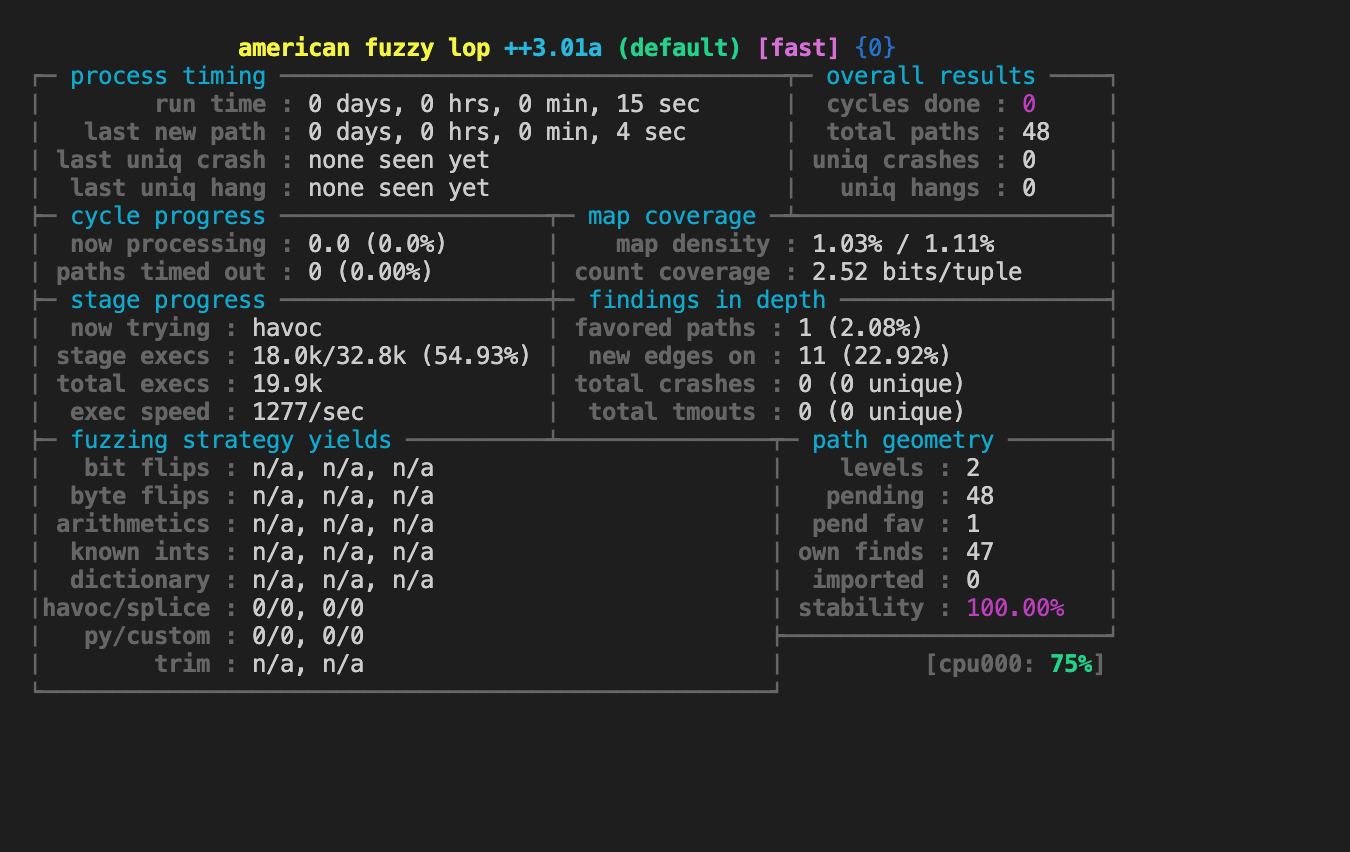 american fuzzy lop ++3.01a (default) [fast] {0}
process timing overall results
run time : 0 days, 0 hrs, 0 min, 15 sec cycles done : 0
last new path : 0 days, 0 hrs, 0 min, 4 sec total paths : 48
last uniq crash : none seen yet uniq crashes : 0
last uniq hang : none seen yet uniq hangs : 0
cycle progress map coverage
now processing : 0.0 (0.0%) map density : 1.03% / 1.11%
paths timed out : 0 (0.00%) count coverage : 2.52 bits/tuple
stage progress findings in depth
now trying : havoc favored paths : 1 (2.08%)
stage execs : 18.0k/32.8k (54.93%) new edges on : 11 (22.92%)
total execs : 19.9k total crashes : 0 (0 unique)
exec speed : 1277/sec total tmouts : 0 (0 unique)
fuzzing strategy yields path geometry
bit flips : n/a, n/a, n/a levels : 2
byte flips : n/a, n/a, n/a pending : 48
arithmetics : n/a, n/a, n/a pend fav : 1
known ints : n/a, n/a, n/a own finds : 47
dictionary : n/a, n/a, n/a imported : 0
havoc/splice : 0/0, 0/0 stability : 100.00%
py/custom : 0/0, 0/0
trim : n/a, n/a [cpu000: 75%]